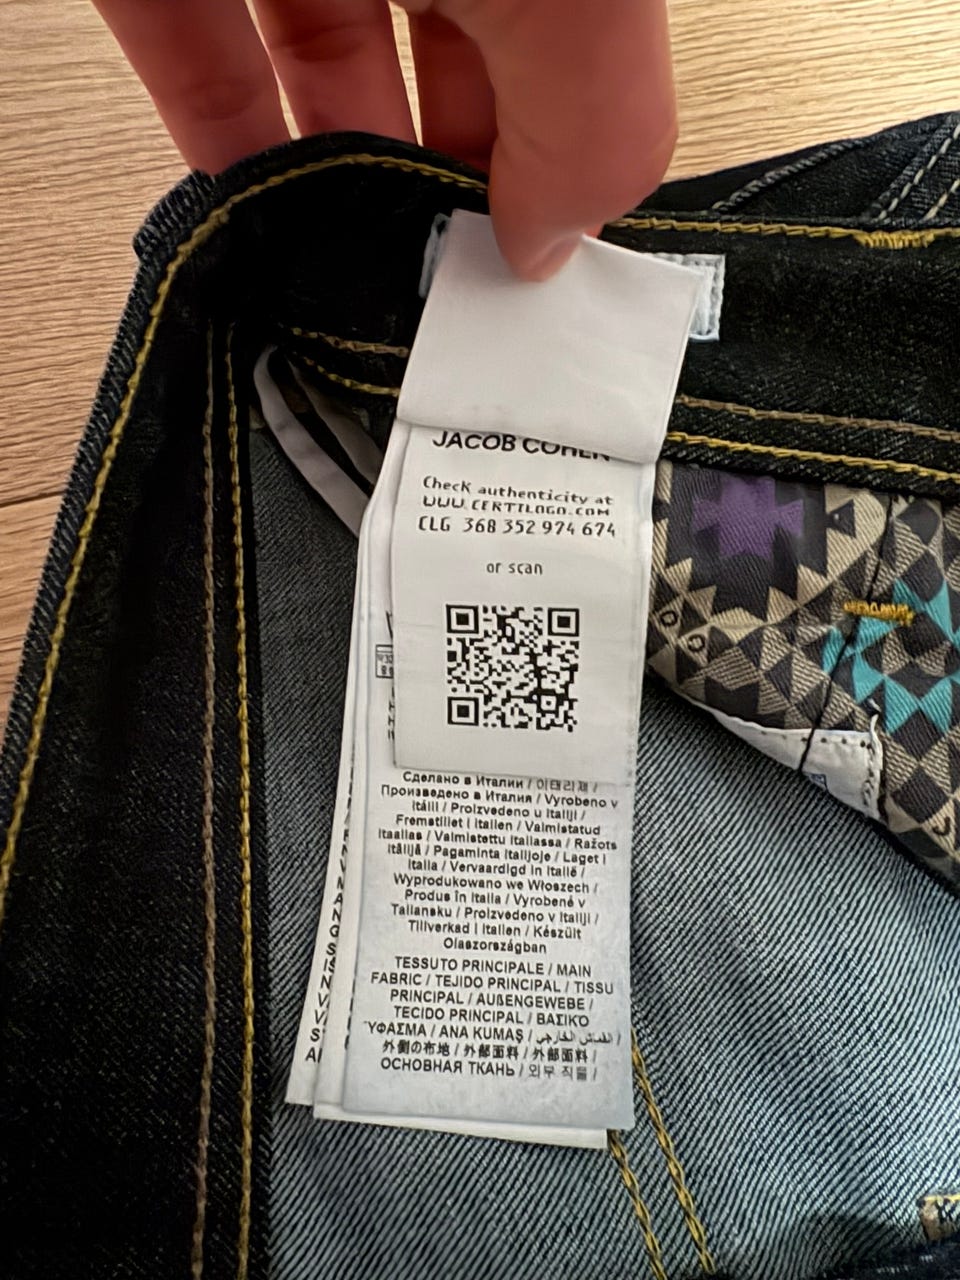 JACOB COHEN
Check authenticity at
WWW.CERTILOGO.COM
CLG 368 352 974 674
or scan
Сделано в Италии / 이태리제 /
Произведено в Италия / Vyrobeno v
Itálii / Proizvedeno u Italiji /
Fremstillet i Italien / Valmistatud
Itaalias / Valmistettu Italiassa / Ražots
Itālijā / Pagaminta Italijoje / Laget i
Italia / Vervaardigd in Italië /
Wyprodukowano we Włoszech /
Produs în Italia / Vyrobené v
Taliansku / Proizvedeno v Italiji /
Tillverkad i Italien / Készült
Olaszországban
TESSUTO PRINCIPALE / MAIN
FABRIC / TEJIDO PRINCIPAL / TISSU
PRINCIPAL / AUßENGEWEBE /
TECIDO PRINCIPAL / ΒΑΣΙΚΌ
ΎΦΑΣΜΑ / ANA KUMAŞ / القماش الخارجي /
外側の布地 / 外部面料 / 外部面料 /
ОСНОВНАЯ ТКАНЬ / 외부 직물 /